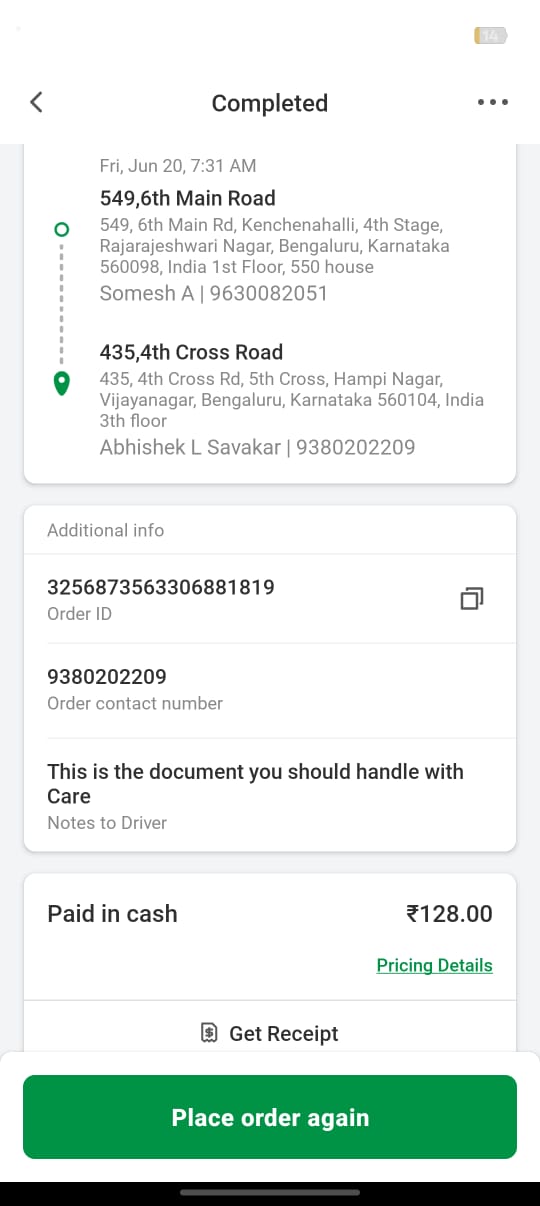 14
Completed
Fri, Jun 20, 7:31 AM
549,6th Main Road
549, 6th Main Rd, Kenchenahalli, 4th Stage,
Rajarajeshwari Nagar, Bengaluru, Karnataka
560098, India 1st Floor, 550 house
Somesh A | 9630082051
435,4th Cross Road
435, 4th Cross Rd, 5th Cross, Hampi Nagar,
Vijayanagar, Bengaluru, Karnataka 560104, India
3th floor
Abhishek L Savakar | 9380202209
Additional info
3256873563306881819
Order ID
9380202209
Order contact number
This is the document you should handle with
Care
Notes to Driver
Paid in cash ₹128.00
Pricing Details
Get Receipt
Place order again